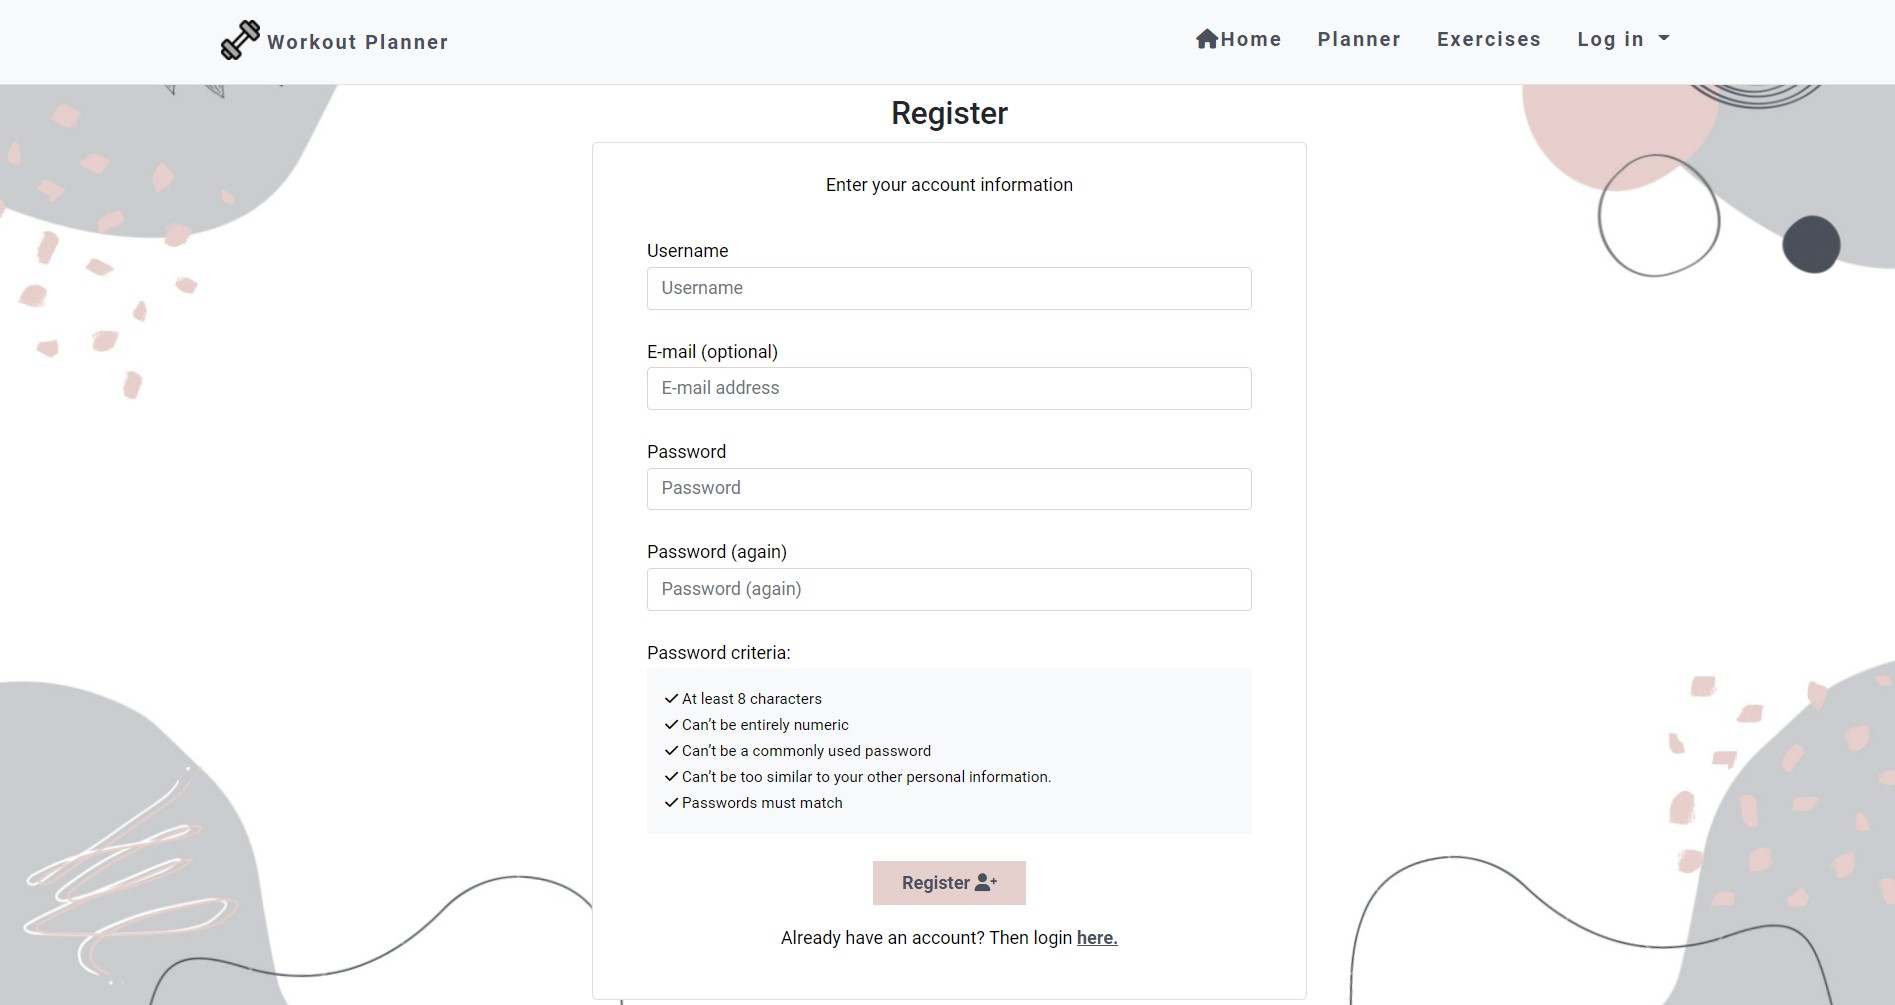 Workout Planner
Home Planner Exercises Log in
Register
Enter your account information
Username
Username
E-mail (optional)
E-mail address
Password
Password
Password (again)
Password (again)
Password criteria:
At least 8 characters
Can’t be entirely numeric
Can’t be a commonly used password
Can’t be too similar to your other personal information.
Passwords must match
Register
Already have an account? Then login here.